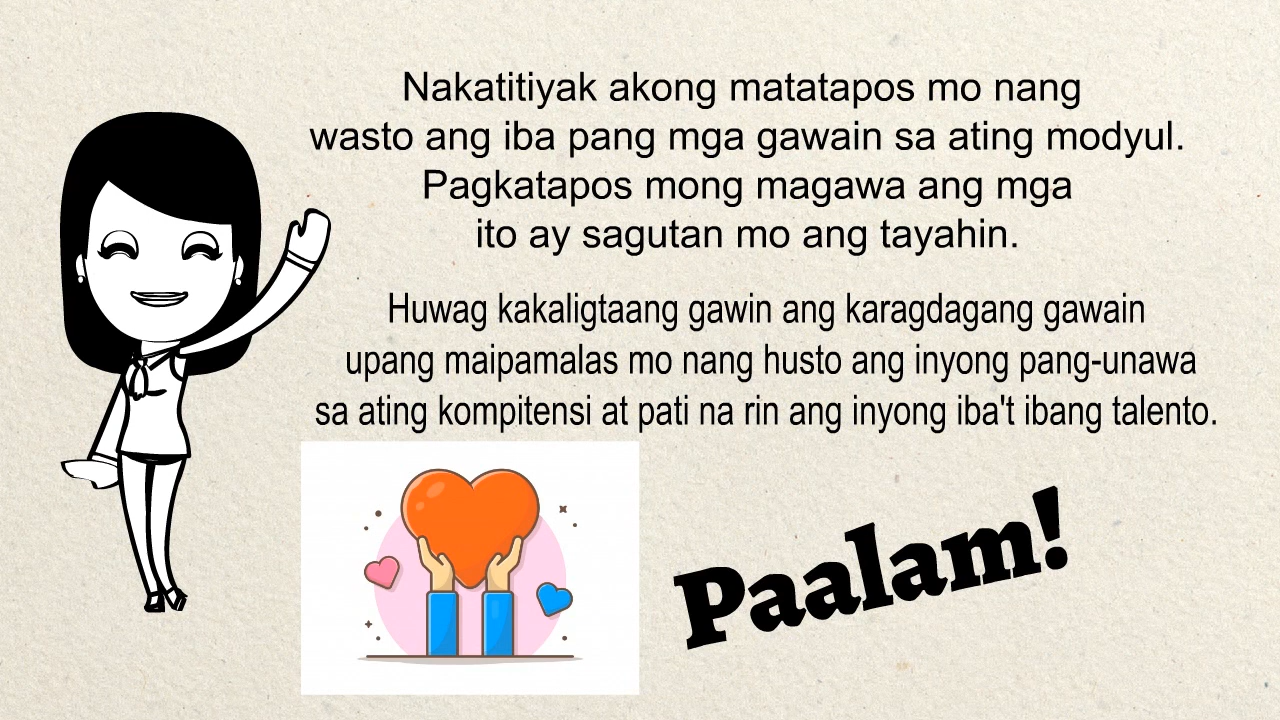 Nakatitiyak akong matatapos mo nang
wasto ang iba pang mga gawain sa ating modyul.
Pagkatapos mong magawa ang mga
ito ay sagutan mo ang tayahin.
Huwag kakaligtaang gawin ang karagdagang gawain
upang maipamalas mo nang husto ang inyong pang-unawa
sa ating kompitensi at pati na rin ang inyong iba't ibang talento.
Paalam!